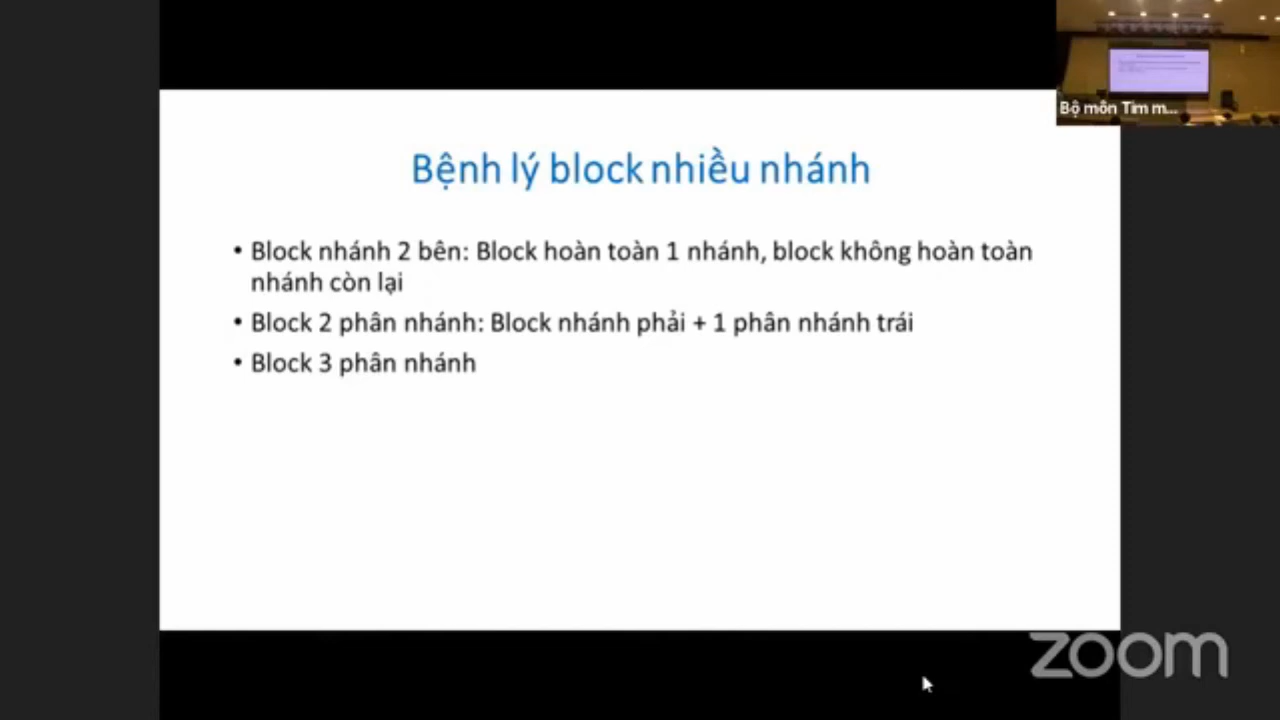 Bộ môn Tim m...
Bệnh lý block nhiều nhánh
• Block nhánh 2 bên: Block hoàn toàn 1 nhánh, block không hoàn toàn
nhánh còn lại
• Block 2 phân nhánh: Block nhánh phải + 1 phân nhánh trái
• Block 3 phân nhánh
zoom